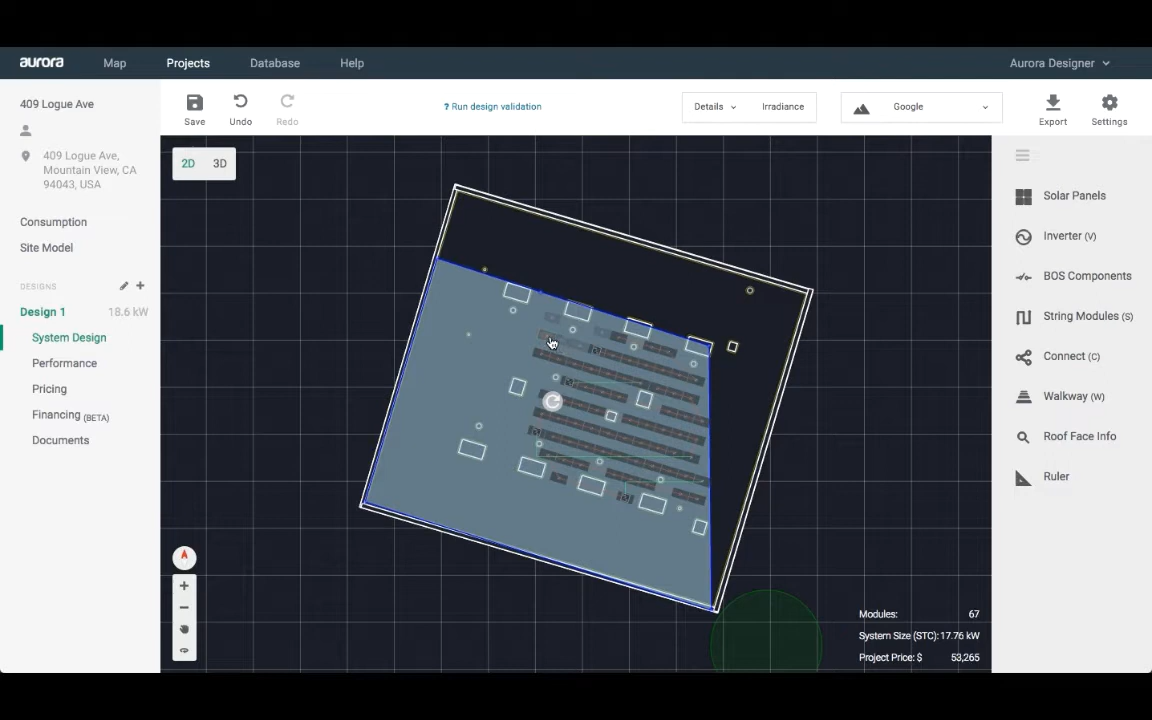 aurora
Map
Projects
Database
Help
Aurora Designer
409 Logue Ave
409 Logue Ave,
Mountain View, CA
94043, USA
Consumption
Site Model
DESIGNS
Design 1
18.6 kW
System Design
Performance
Pricing
Financing (BETA)
Documents
Save
Undo
Redo
? Run design validation
Details
Irradiance
Google
Export
Settings
2D
3D
Solar Panels
Inverter (V)
BOS Components
String Modules (S)
Connect (C)
Walkway (W)
Roof Face Info
Ruler
Modules: 67
System Size (STC): 17.76 kW
Project Price: $ 53,265